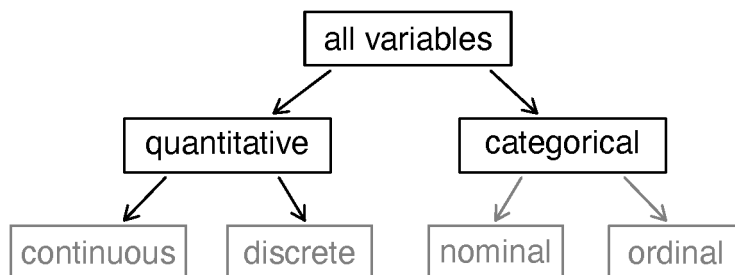 all variables
quantitative
categorical
continuous
discrete
nominal
ordinal